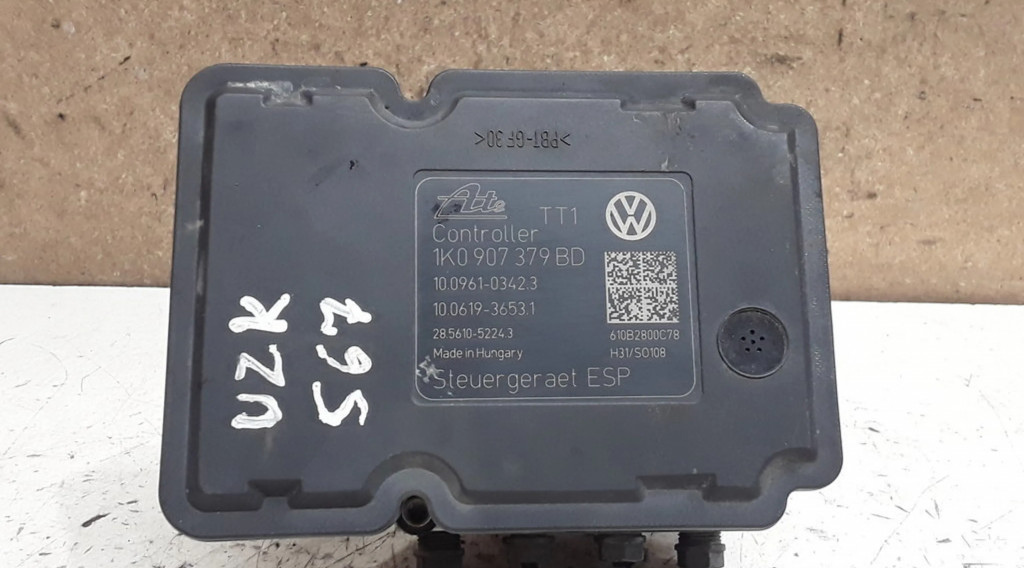 >PBT-GF30<
Ate TT1
Controller
1K0 907 379 BD
10.0961-0342.3
10.0619-3653.1
28.5610-5224.3
610B2800C78
Made in Hungary
H31/SO108
Steuergeraet ESP
UZK
567